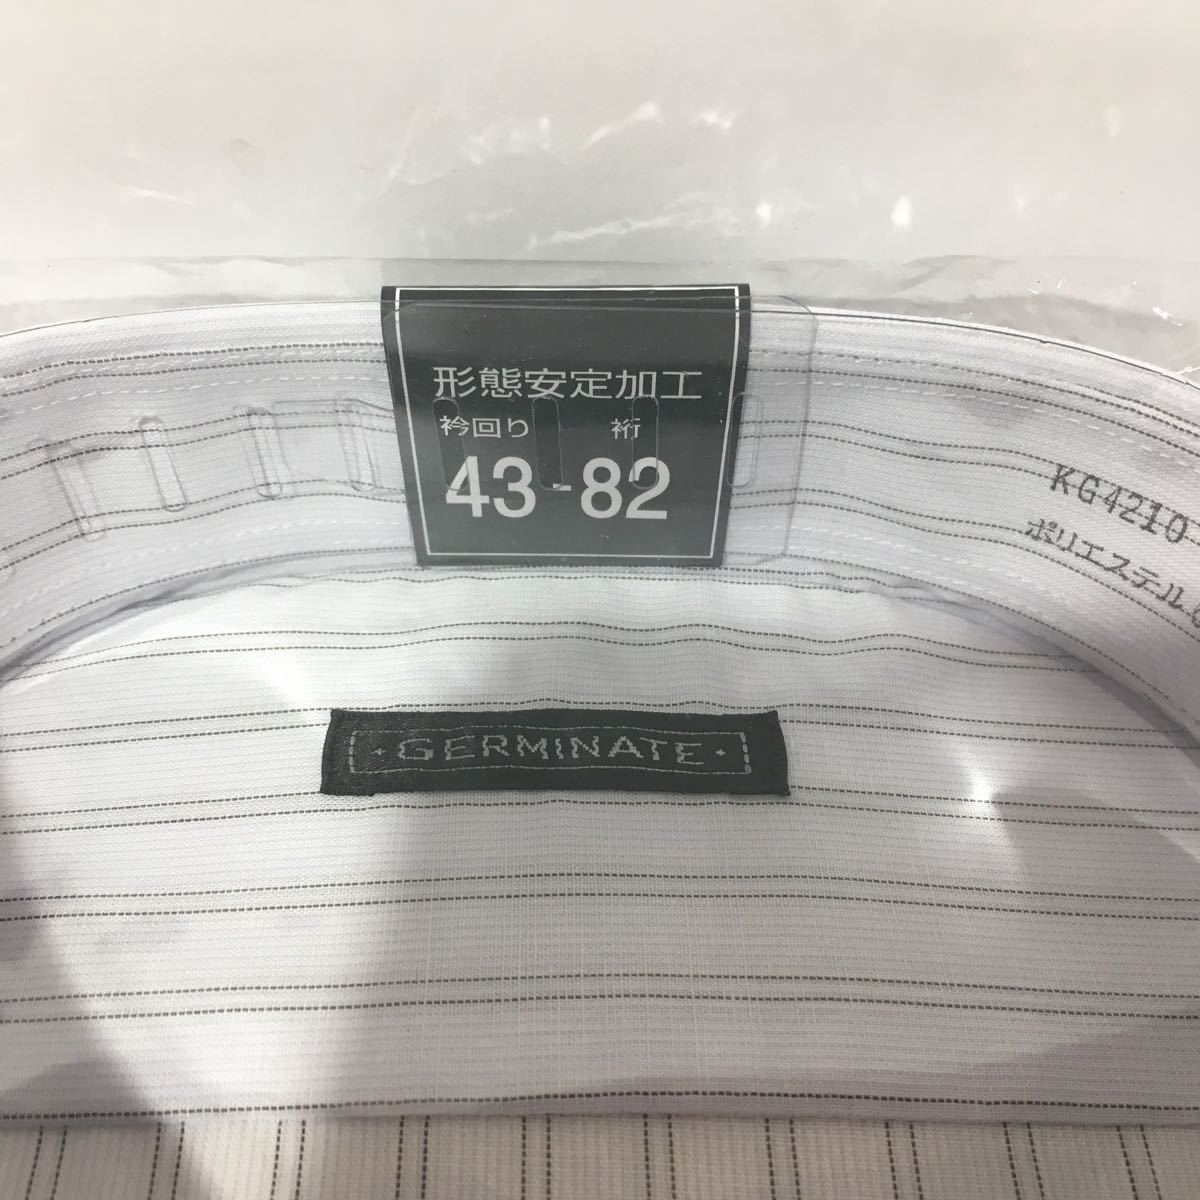 形態安定加工
衿回り 裄
43-82
KG4210
ポリエステル
GERMINATE